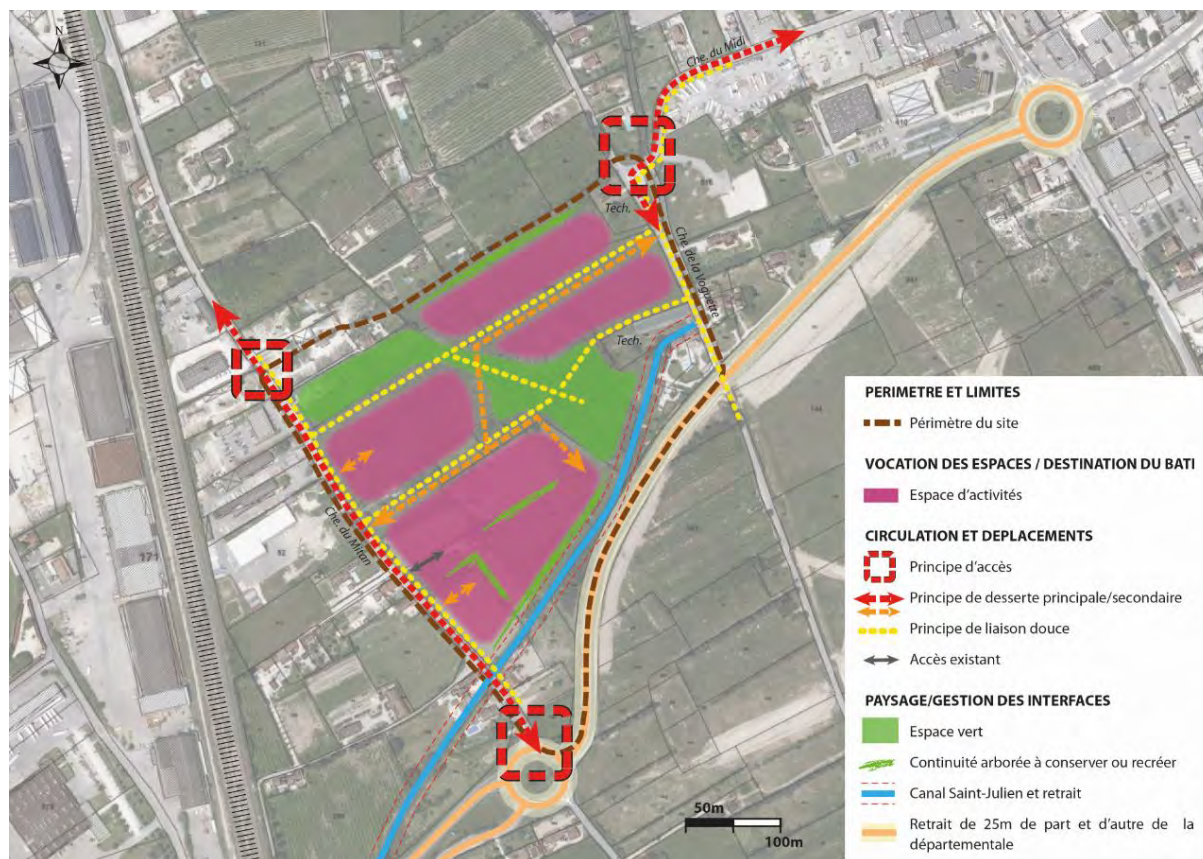 N
Che. du Midi
Tech.
Che. de la Voguette
Tech.
Che. du Mitan
171
50m
100m
PERIMETRE ET LIMITES
Périmètre du site
VOCATION DES ESPACES / DESTINATION DU BATI
Espace d'activités
CIRCULATION ET DEPLACEMENTS
Principe d'accès
Principe de desserte principale/secondaire
Principe de liaison douce
Accès existant
PAYSAGE/GESTION DES INTERFACES
Espace vert
Continuité arborée à conserver ou recréer
Canal Saint-Julien et retrait
Retrait de 25m de part et d'autre de la
départementale